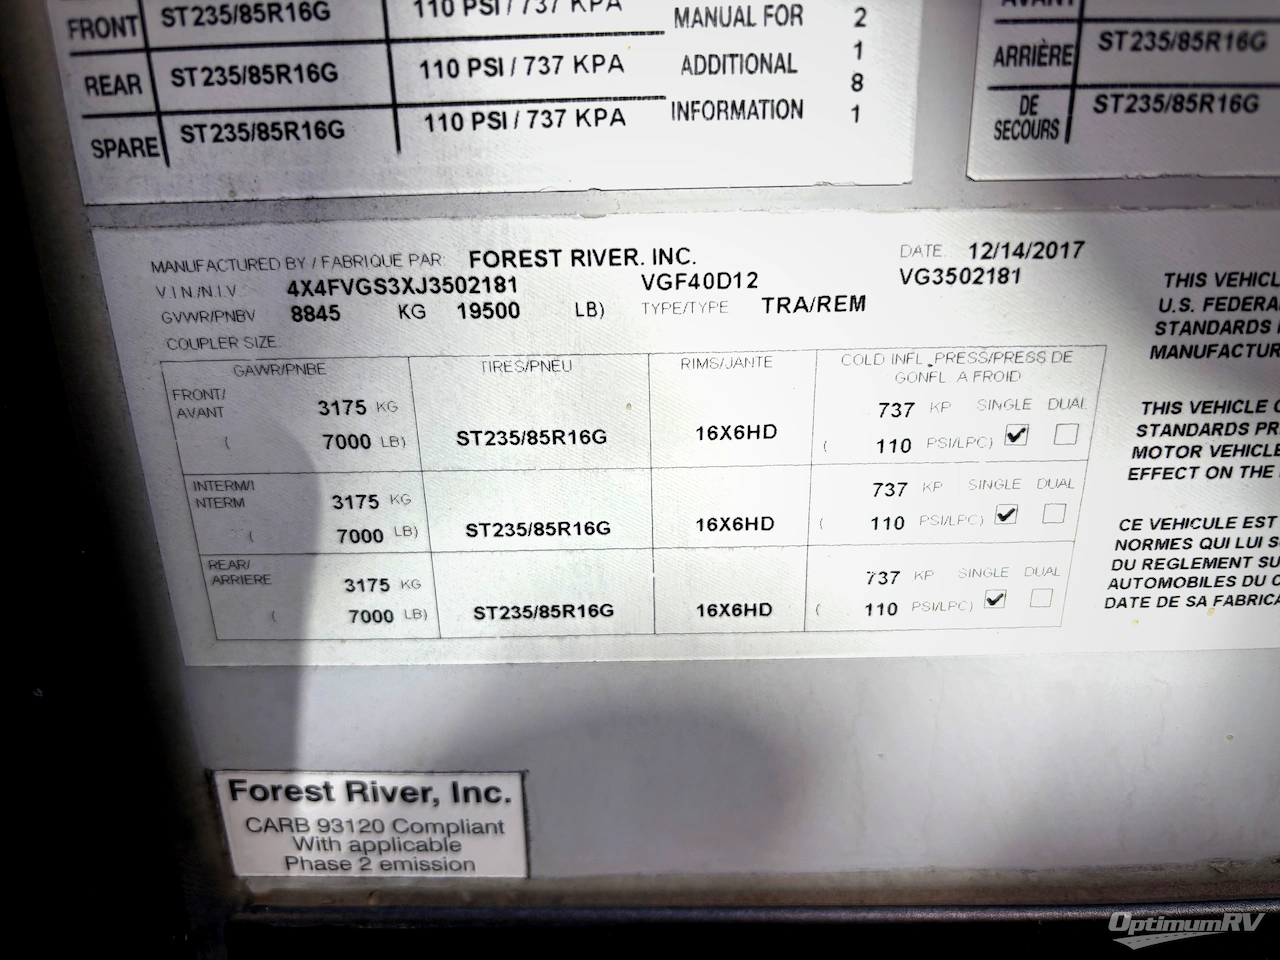 FRONT ST235/85R16G 110 PSI / 737 KPA MANUAL FOR 2
REAR ST235/85R16G 110 PSI / 737 KPA ADDITIONAL 1
8
SPARE ST235/85R16G 110 PSI / 737 KPA INFORMATION 1
AVANT
ARRIÈRE ST235/85R16G
DE SECOURS ST235/85R16G
MANUFACTURED BY / FABRIQUE PAR: FOREST RIVER. INC. DATE 12/14/2017
V.I.N./N.I.V. 4X4FVGS3XJ3502181 VGF40D12 VG3502181
GVWR/PNBV 8845 KG 19500 LB) TYPE/TYPE TRA/REM
COUPLER SIZE
GAWR/PNBE TIRES/PNEU RIMS/JANTE COLD INFL. PRESS/PRESS DE
GONFL. A FROID
FRONT/
AVANT 3175 KG 737 KP SINGLE DUAL
( 7000 LB) ST235/85R16G 16X6HD ( 110 PSI/LPC) ✔ ☐
INTERM/I
NTERM 3175 KG 737 KP SINGLE DUAL
( 7000 LB) ST235/85R16G 16X6HD ( 110 PSI/LPC) ✔ ☐
REAR/
ARRIERE 3175 KG 737 KP SINGLE DUAL
( 7000 LB) ST235/85R16G 16X6HD ( 110 PSI/LPC) ✔ ☐
THIS VEHICL
U.S. FEDERA
STANDARDS
MANUFACTUR
THIS VEHICLE
STANDARDS PR
MOTOR VEHICLE
EFFECT ON THE
CE VEHICULE EST
NORMES QUI LUI S
DU REGLEMENT SU
AUTOMOBILES DU C
DATE DE SA FABRICA
Forest River, Inc.
CARB 93120 Compliant
With applicable
Phase 2 emission
OptimumRV